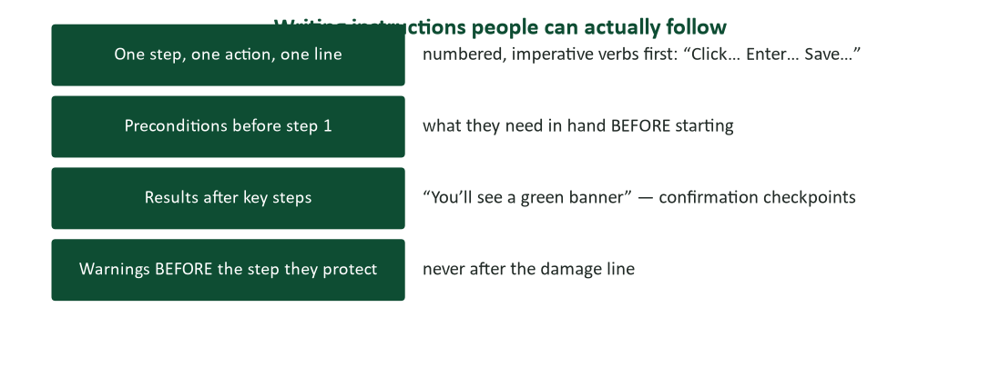 Writing instructions people can actually follow
One step, one action, one line
numbered, imperative verbs first: “Click… Enter… Save…”
Preconditions before step 1
what they need in hand BEFORE starting
Results after key steps
“You’ll see a green banner” — confirmation checkpoints
Warnings BEFORE the step they protect
never after the damage line